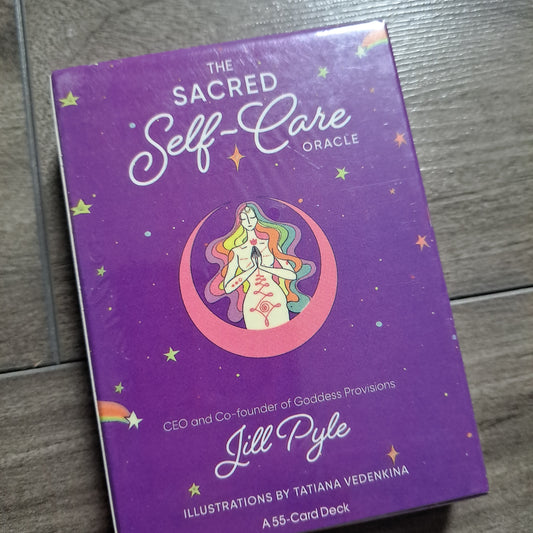 THE
SACRED
Self-Care
ORACLE
CEO and Co-founder of Goddess Provisions
Jill Pyle
ILLUSTRATIONS BY TATIANA VEDENKINA
A 55-Card Deck